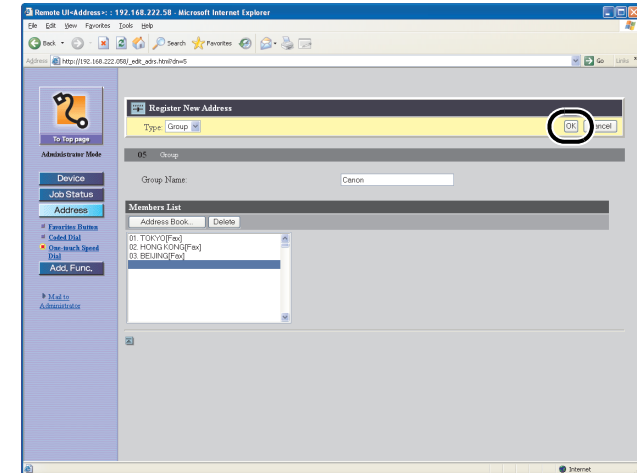 Remote UI<Address>: : 192.168.222.58 - Microsoft Internet Explorer
File Edit View Favorites Tools Help
Back Search Favorites
Address http://192.168.222.058/_edit_adrs.html?dn=5 Go Links
Register New Address
Type: Group OK Cancel
To Top page
Administrator Mode
05 Group
Device
Group Name: Canon
Job Status
Address
Members List
Address Book... Delete
Favorites Button
Coded Dial
One-touch Speed
Dial
Add. Func.
01. TOKYO[Fax]
02. HONG KONG[Fax]
03. BEIJING[Fax]
Mail to
Administrator
Internet